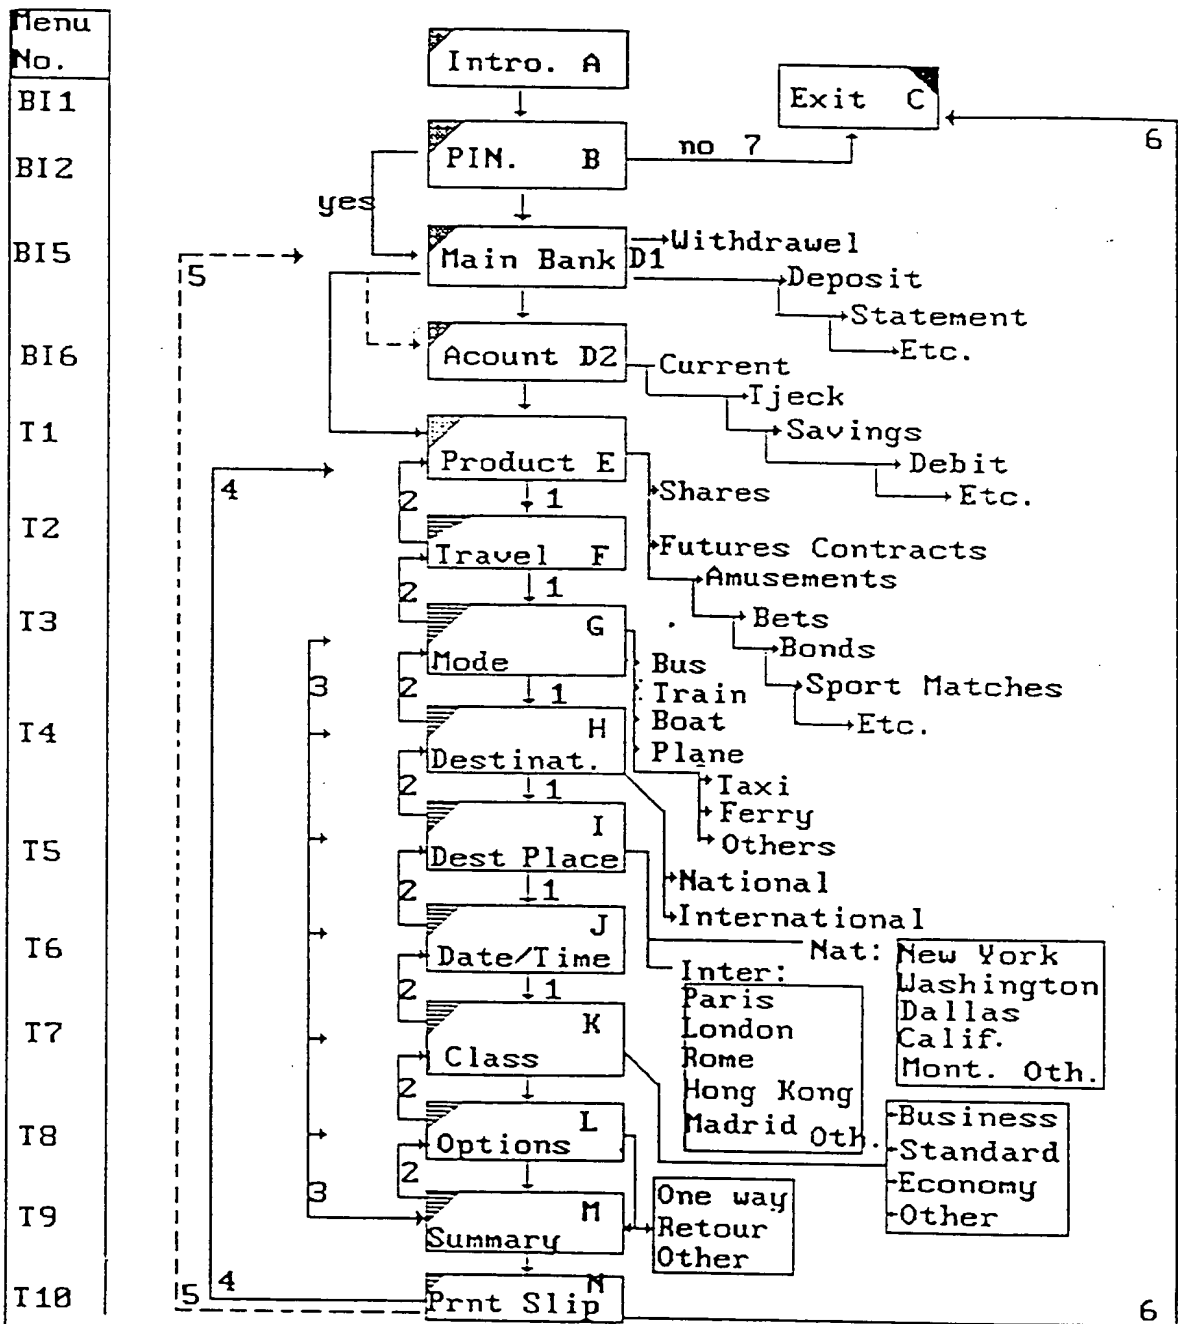 Menu
No.
Intro. A
BI1
Exit C
6
BI2
PIN. B
no 7
yes
BI5
5
Main Bank D1
Withdrawel
Deposit
Statement
Etc.
BI6
Acount D2
Current
Tjeck
Savings
Debit
Etc.
T1
4
Product E
2
1
Shares
T2
Travel F
Futures Contracts
Amusements
2
1
T3
G
Mode
Bets
Bonds
Sport Matches
Etc.
Bus
Train
Boat
Plane
Taxi
Ferry
Others
3
2
1
T4
H
Destinat.
National
International
2
1
T5
I
Dest Place
2
1
Nat:
New York
Washington
Dallas
Calif.
Mont. Oth.
Inter:
Paris
London
Rome
Hong Kong
Madrid Oth.
T6
J
Date/Time
2
1
T7
K
Class
Business
Standard
Economy
Other
2
T8
L
Options
One way
Retour
Other
3
2
T9
M
Summary
T10
5
4
N
Prnt Slip
6